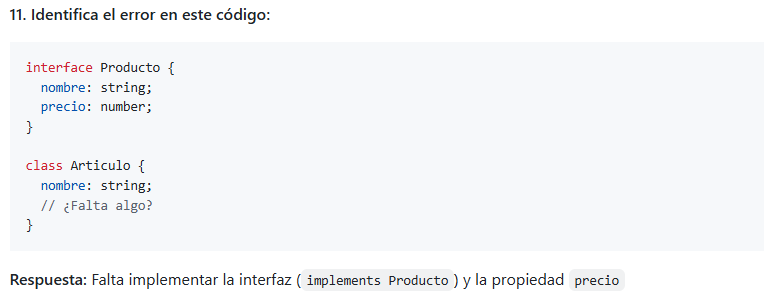 11. Identifica el error en este código:
interface Producto {
  nombre: string;
  precio: number;
}
class Articulo {
  nombre: string;
  // ¿Falta algo?
}
Respuesta: Falta implementar la interfaz ( implements Producto ) y la propiedad precio